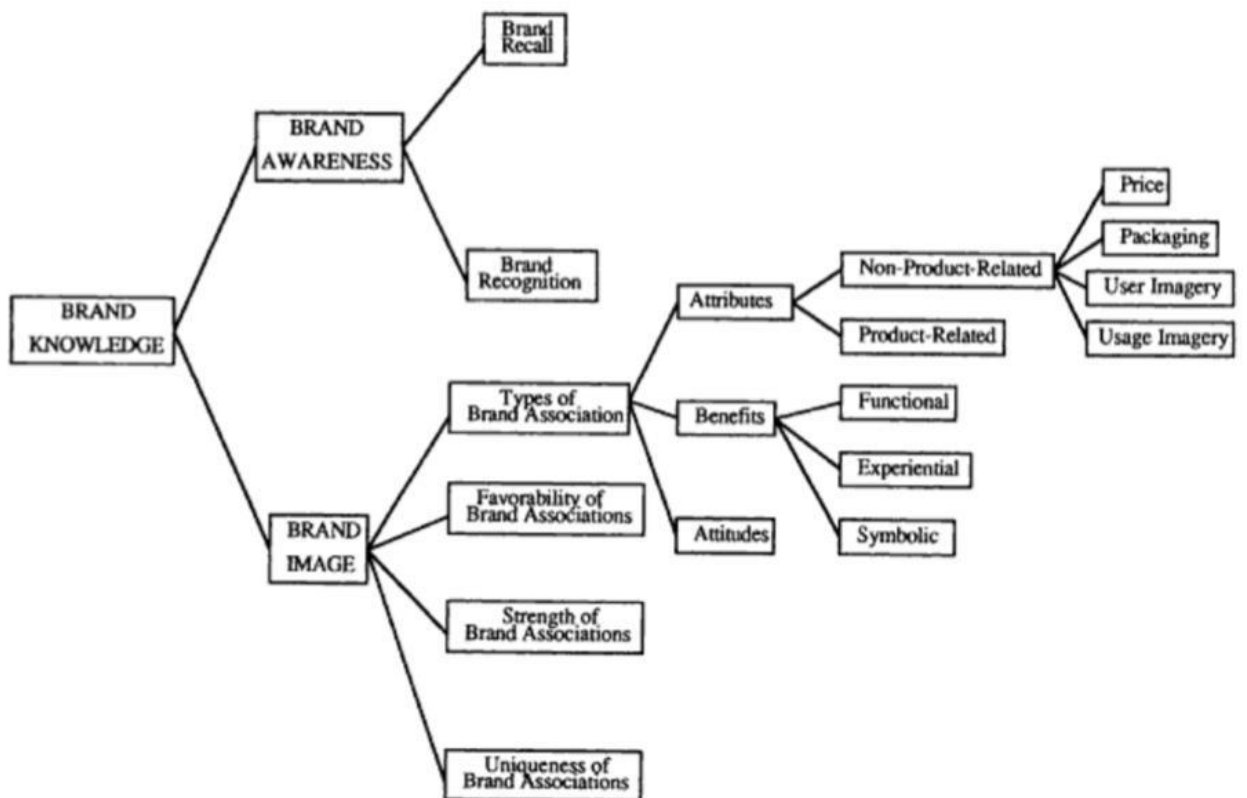 Brand
Recall
BRAND
AWARENESS
Brand
Recognition
BRAND
KNOWLEDGE
Price
Packaging
User Imagery
Usage Imagery
Non-Product-Related
Product-Related
Attributes
Types of
Brand Association
Benefits
Functional
Experiential
Symbolic
Attitudes
Favorability of
Brand Associations
BRAND
IMAGE
Strength of
Brand Associations
Uniqueness of
Brand Associations